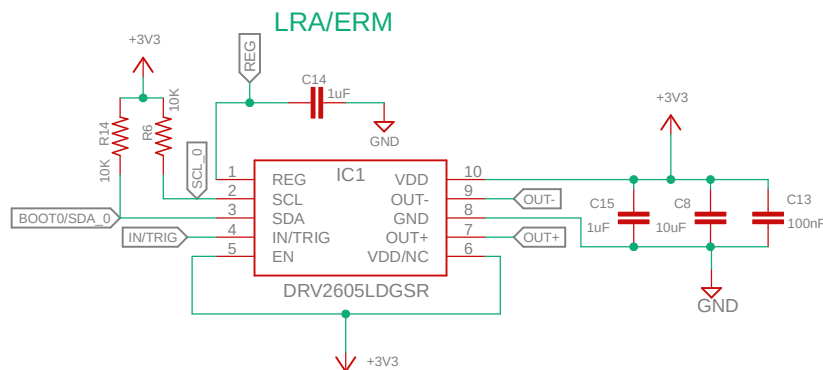 LRA/ERM
+3V3
REG
C14
1uF
GND
10K
R14
R6
10K
SCL_0
+3V3
1
REG
IC1
VDD
10
2
SCL
OUT-
9
OUT-
C15
C8
C13
BOOT0/SDA_0
3
SDA
GND
8
1uF
10uF
100nF
IN/TRIG
4
IN/TRIG
OUT+
7
OUT+
5
EN
VDD/NC
6
DRV2605LDGSR
GND
+3V3